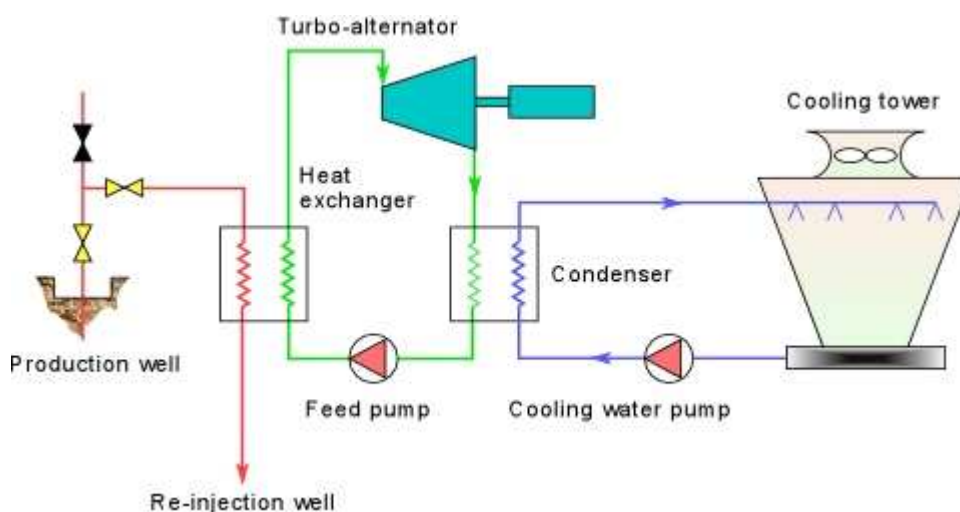 Turbo-alternator
Cooling tower
Heat
exchanger
Condenser
Production well
Feed pump
Cooling water pump
Re-injection well